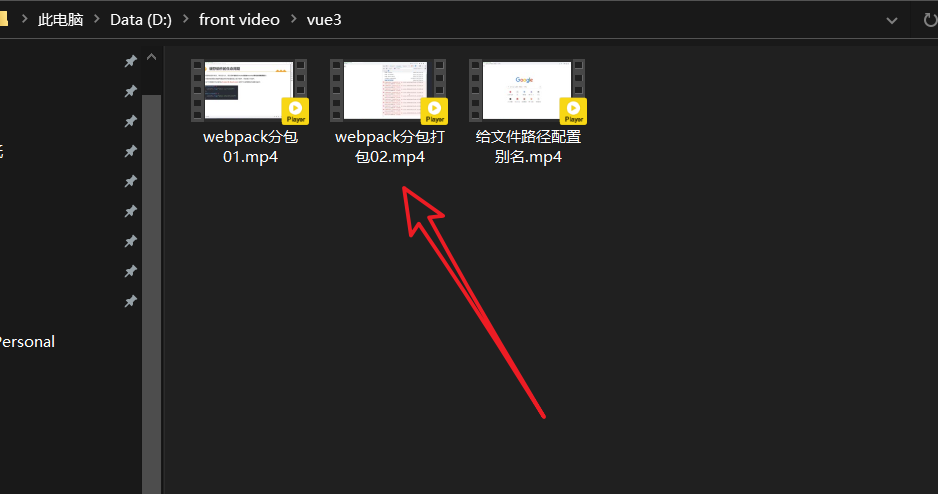 此电脑 > Data (D:) > front video > vue3
Google
Player
Player
Player
webpack分包
01.mp4
webpack分包打
包02.mp4
给文件路径配置
别名.mp4
Personal